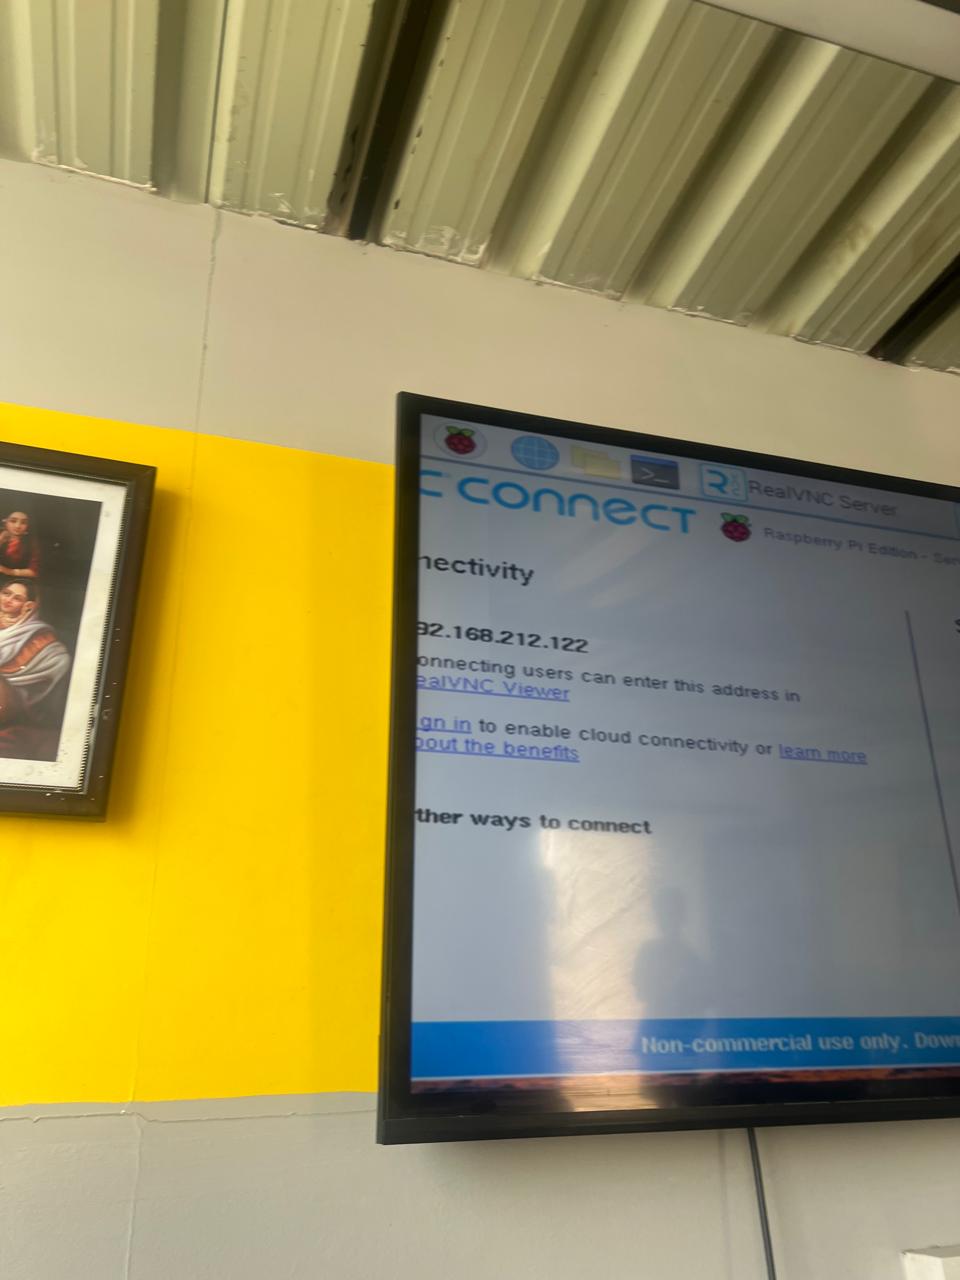 RealVNC Server
C CONNECT
Raspberry Pi Edition - Ser
nectivity
92.168.212.122
onnecting users can enter this address in
ealVNC Viewer
gn in to enable cloud connectivity or learn more
bout the benefits
ther ways to connect
Non-commercial use only. Dow